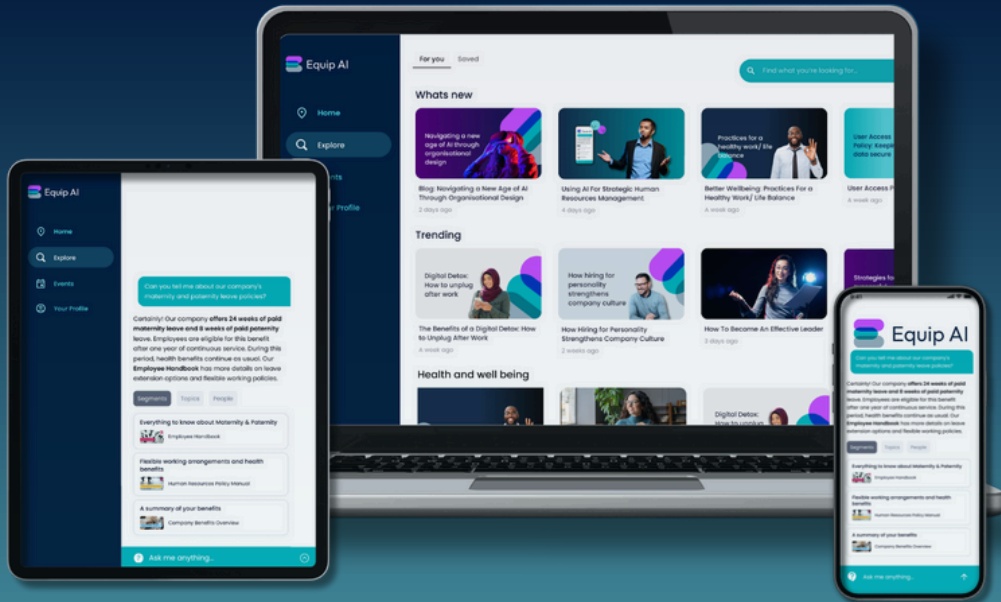 Equip AI
Home
Explore
nts
r Profile
For you Saved
Find what you're looking for...
Whats new
Navigating a new
age of AI through
organisational
design
Practices for a
healthy work/ life
balance
User Access
Policy: Keepi
data secure
Blog: Navigating a New Age of AI
Through Organisational Design
2 days ago
Using AI For Strategic Human
Resources Management
4 days ago
Better Wellbeing: Practices For a
Healthy Work/ Life Balance
A week ago
User Access P
A week ago
Trending
Digital Detox:
How to unplug
after work
How hiring for
personality
strengthens
company culture
Strategies fo
The Benefits of a Digital Detox: How
to Unplug After Work
A week ago
How Hiring for Personality
Strengthens Company Culture
2 weeks ago
How To Become An Effective Leader
3 days ago
Health and well being
Digital Detox:
How to unplug
Equip AI
Home
Explore
Events
Your Profile
Can you tell me about our company's
maternity and paternity leave policies?
Certainly! Our company offers 24 weeks of paid
maternity leave and 8 weeks of paid paternity
leave. Employees are eligible for this benefit
after one year of continuous service. During this
period, health benefits continue as usual. Our
Employee Handbook has more details on leave
extension options and flexible working policies.
Segments Topics People
Everything to know about Maternity & Paternity
Employee Handbook
Flexible working arrangements and health
benefits
Human Resources Policy Manual
A summary of your benefits
Company Benefits Overview
Ask me anything...
9:41
Equip AI
Can you tell me about our company's
maternity and paternity leave policies?
Certainly! Our company offers 24 weeks of paid
maternity leave and 8 weeks of paid paternity
leave. Employees are eligible for this benefit
after one year of continuous service. During this
period, health benefits continue as usual. Our
Employee Handbook has more details on leave
extension options and flexible working policies.
Segments Topics People
Everything to know about Maternity & Paternity
Employee Handbook
Flexible working arrangements and health
benefits
Human Resources Policy Manual
A summary of your benefits
Company Benefits Overview
Ask me anything...